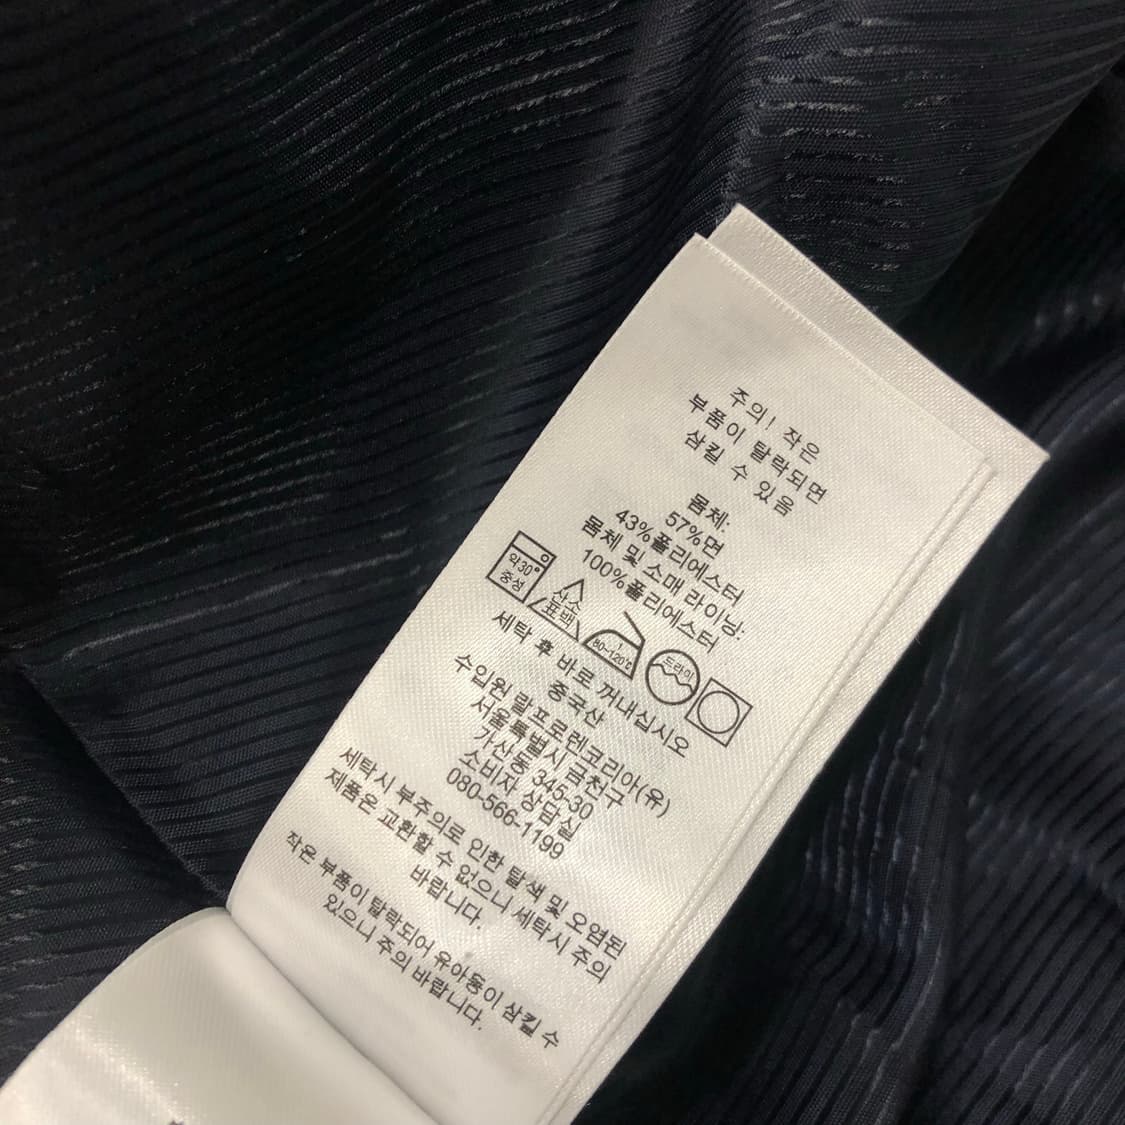 주의! 작은
부품이 탈락되면
삼킬 수 있음
몸체:
57%면
43%폴리에스터
몸체 및 소매 라이닝:
100%폴리에스터
약30°
중성
산소
표백
80~120℃
드라이
세탁 후 바로 꺼내십시오
중국산
수입원 랄프로렌코리아(유)
서울특별시 금천구
가산동 345-30
소비자 상담실
080-566-1199
세탁시 부주의로 인한 탈색 및 오염된
제품은 교환할 수 없으니 세탁시 주의
바랍니다.
작은 부품이 탈락되어 유아동이 삼킬 수
있으니 주의 바랍니다.